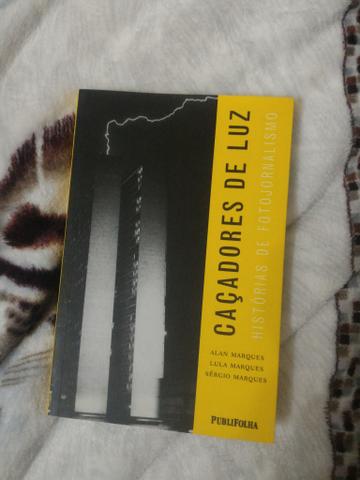 CAÇADORES DE LUZ
HISTÓRIAS DE FOTOJORNALISMO
ALAN MARQUES
LULA MARQUES
SÉRGIO MARQUES
PUBLIFOLHA